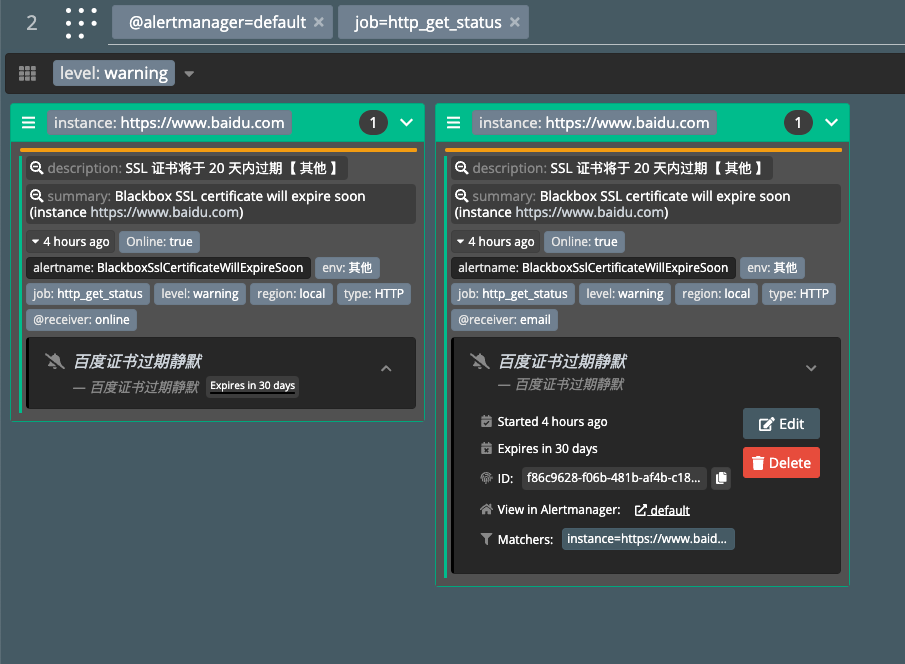 2 @alertmanager=default × job=http_get_status ×
level: warning
instance: https://www.baidu.com 1
description: SSL 证书将于 20 天内过期【 其他 】
summary: Blackbox SSL certificate will expire soon
(instance https://www.baidu.com)
4 hours ago Online: true
alertname: BlackboxSslCertificateWillExpireSoon env: 其他
job: http_get_status level: warning region: local type: HTTP
@receiver: online
百度证书过期静默
— 百度证书过期静默 Expires in 30 days
instance: https://www.baidu.com 1
description: SSL 证书将于 20 天内过期【 其他 】
summary: Blackbox SSL certificate will expire soon
(instance https://www.baidu.com)
4 hours ago Online: true
alertname: BlackboxSslCertificateWillExpireSoon env: 其他
job: http_get_status level: warning region: local type: HTTP
@receiver: email
百度证书过期静默
— 百度证书过期静默
Started 4 hours ago Edit
Expires in 30 days Delete
ID: f86c9628-f06b-481b-af4b-c18...
View in Alertmanager: default
Matchers: instance=https://www.baid...